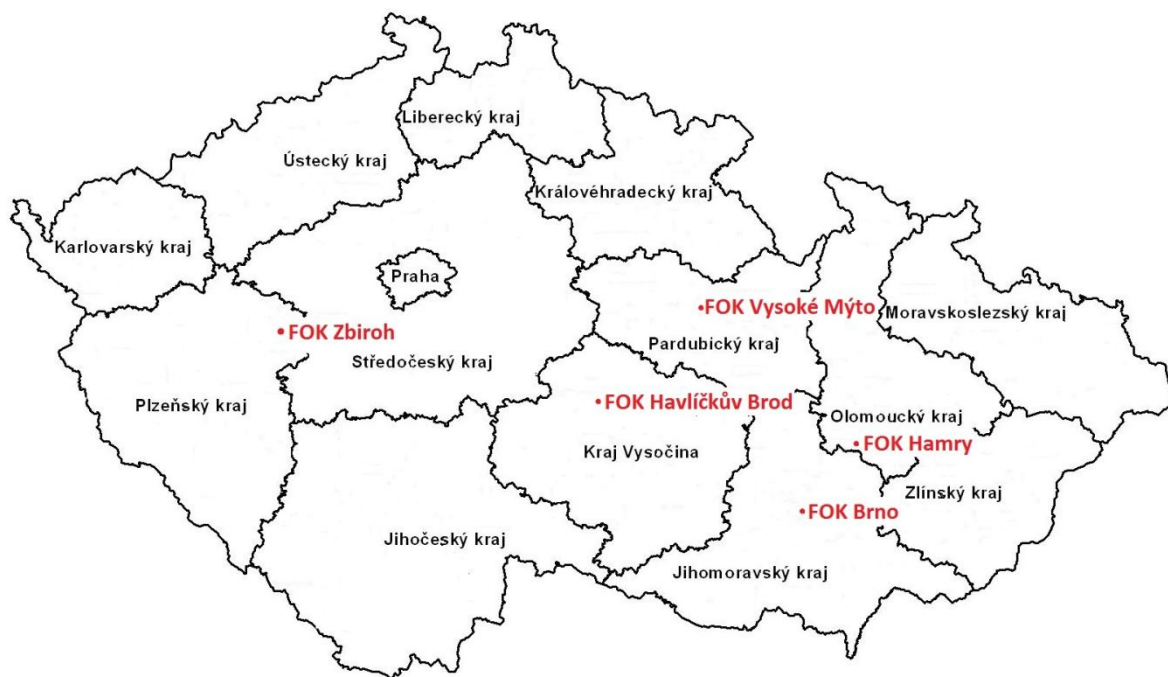 Liberecký kraj
Ústecký kraj
Královéhradecký kraj
Karlovarský kraj
Praha
FOK Vysoké Mýto
Moravskoslezský kraj
FOK Zbiroh
Pardubický kraj
Středočeský kraj
Plzeňský kraj
FOK Havlíčkův Brod
Olomoucký kraj
FOK Hamry
Kraj Vysočina
Zlínský kraj
FOK Brno
Jihočeský kraj
Jihomoravský kraj